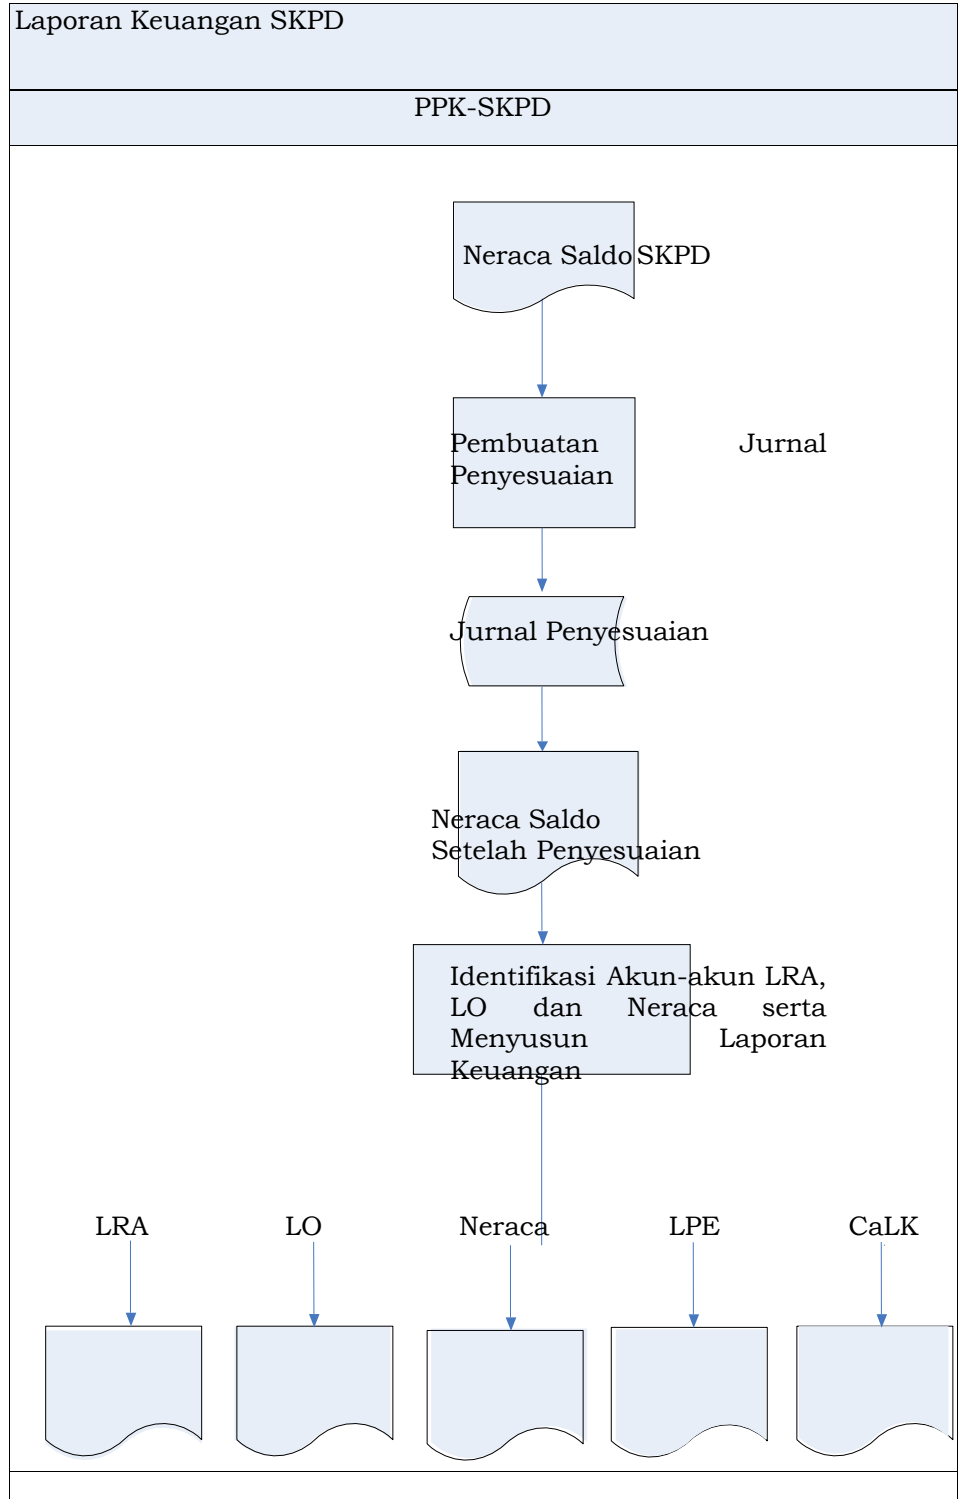 Laporan Keuangan SKPD
PPK-SKPD
Neraca Saldo SKPD
Pembuatan Jurnal
Penyesuaian
Jurnal Penyesuaian
Neraca Saldo
Setelah Penyesuaian
Identifikasi Akun-akun LRA,
LO dan Neraca serta
Menyusun Laporan
Keuangan
LRA LO Neraca LPE CaLK